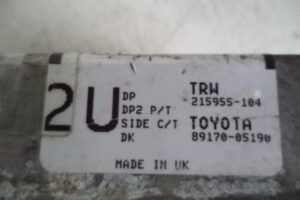 2U
DP TRW
DP2 P/T 215955-104
SIDE C/T TOYOTA
DK 89170-05190
MADE IN UK